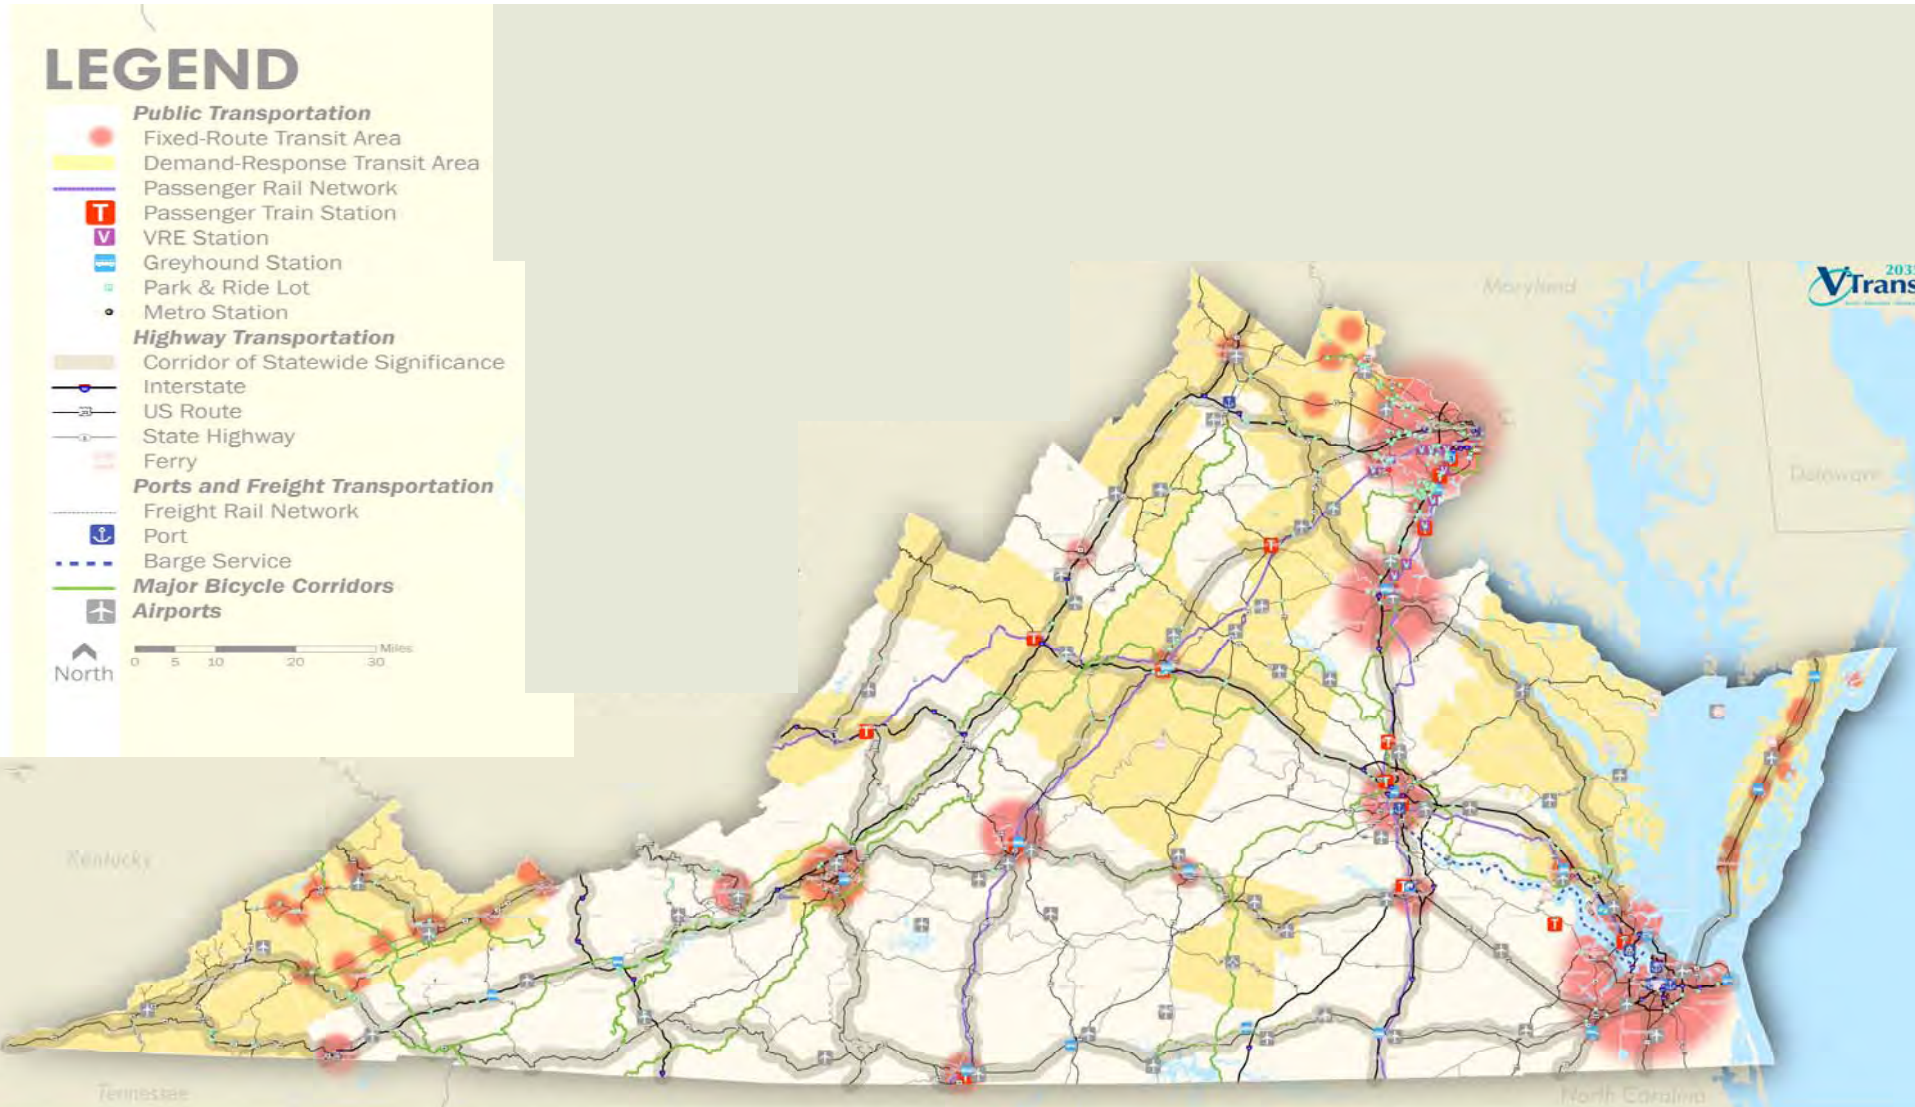 LEGEND
Public Transportation
Fixed-Route Transit Area
Demand-Response Transit Area
Passenger Rail Network
T Passenger Train Station
V VRE Station
Greyhound Station
Park & Ride Lot
Metro Station
Highway Transportation
Corridor of Statewide Significance
Interstate
US Route
State Highway
Ferry
Ports and Freight Transportation
Freight Rail Network
Port
Barge Service
Major Bicycle Corridors
Airports
North
Miles
0 5 10 20 30
Maryland
2035
VTrans
Delaware
Kentucky
Tennessee
North Carolina